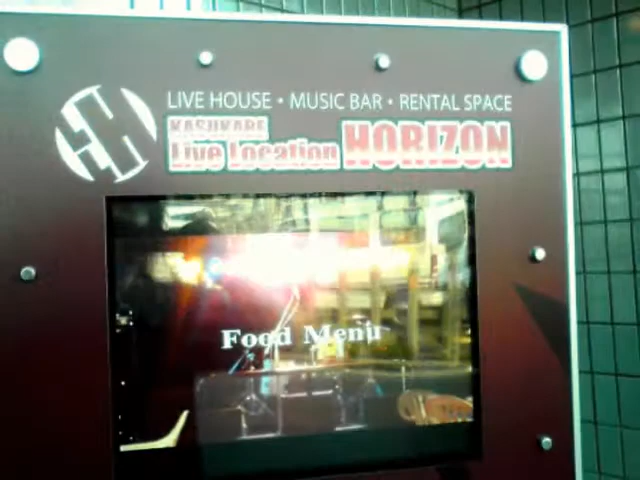 LIVE HOUSE • MUSIC BAR • RENTAL SPACE
KASUKABE
Live Location HORIZON
Food Menu